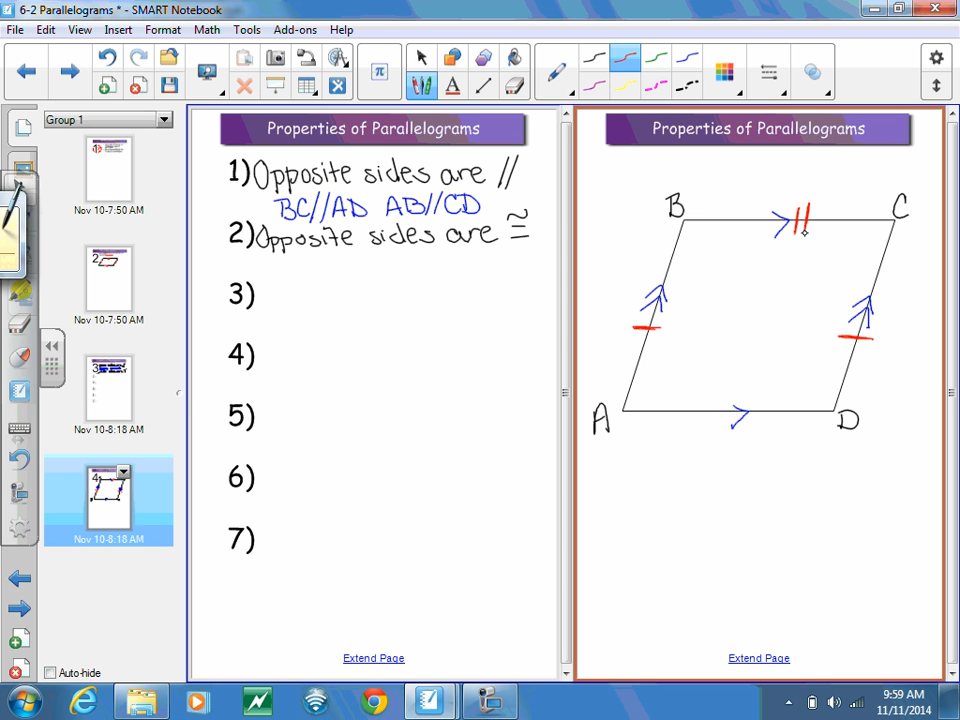 6-2 Parallelograms * - SMART Notebook
File Edit View Insert Format Math Tools Add-ons Help
Group 1
Nov 10-7:50 AM
2
Nov 10-7:50 AM
3
Nov 10-8:18 AM
4
Nov 10-8:18 AM
Auto-hide
Properties of Parallelograms
1) Opposite sides are //
BC//AD AB//CD
2) Opposite sides are ≅
3)
4)
5)
6)
7)
Extend Page
Properties of Parallelograms
B C
A D
Extend Page
9:59 AM
11/11/2014